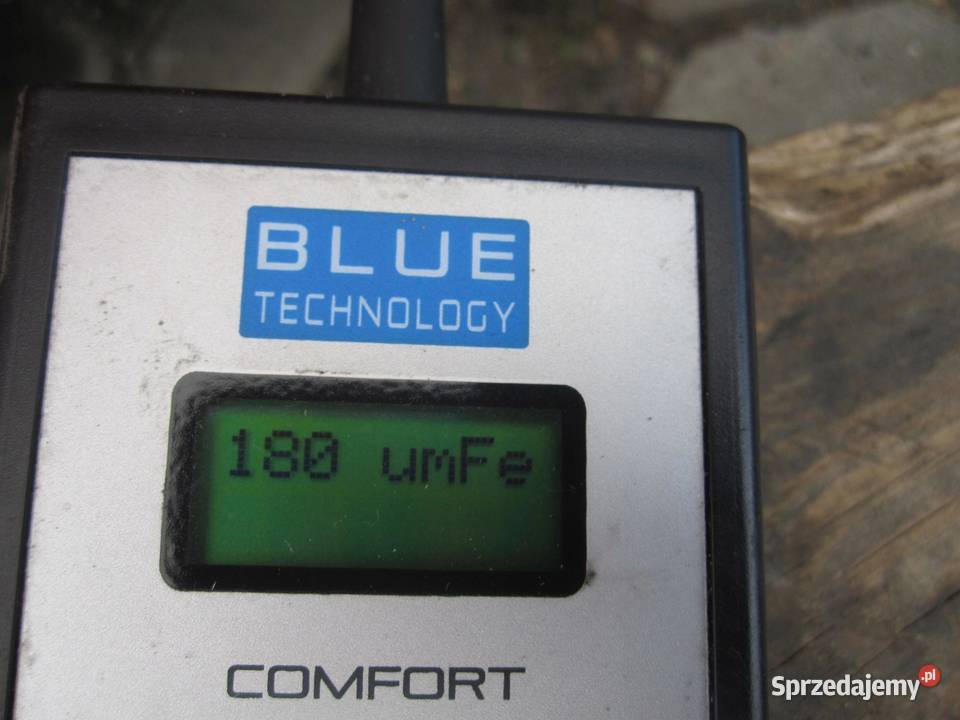 BLUE
TECHNOLOGY
180 umFe
COMFORT
Sprzedajemy.pl